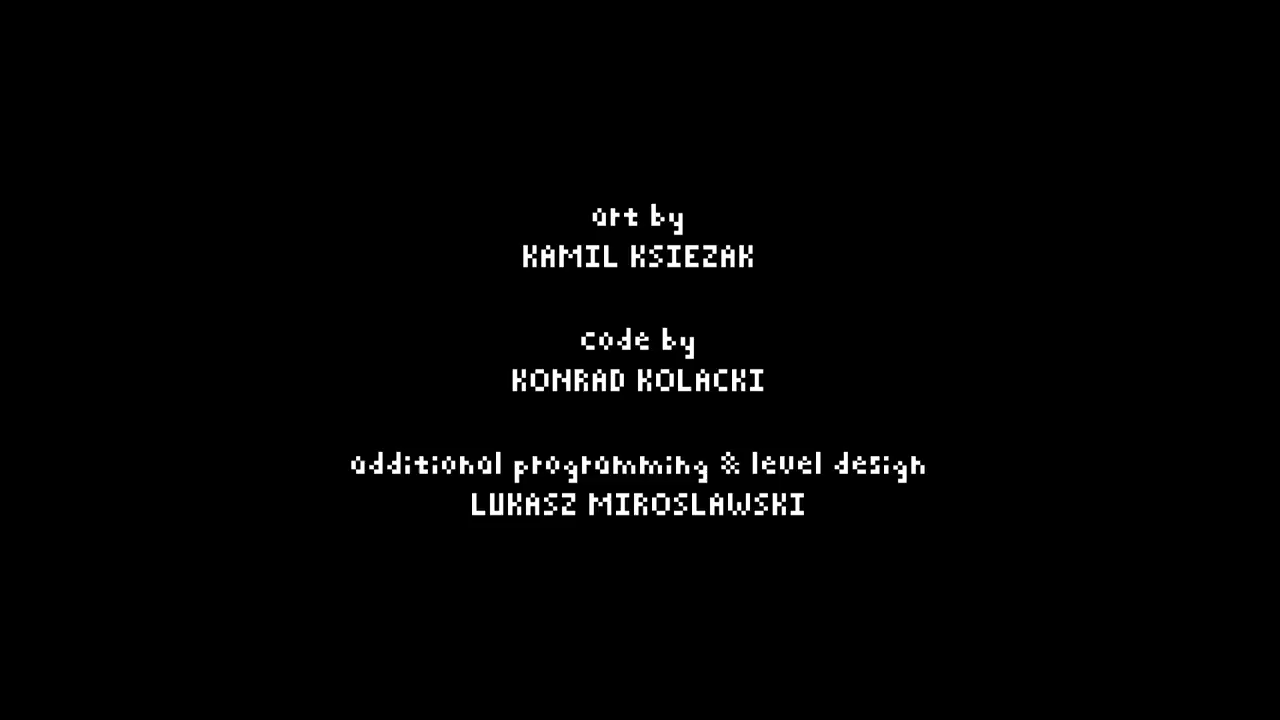 art by
KAMIL KSIEZAK
code by
KONRAD KOLACKI
additional programming & level design
LUKASZ MIROSLAWSKI